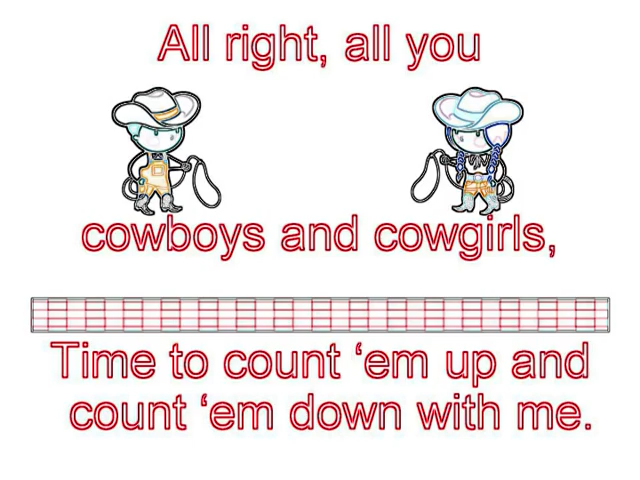 All right, all you
cowboys and cowgirls,
Time to count ‘em up and
count ‘em down with me.